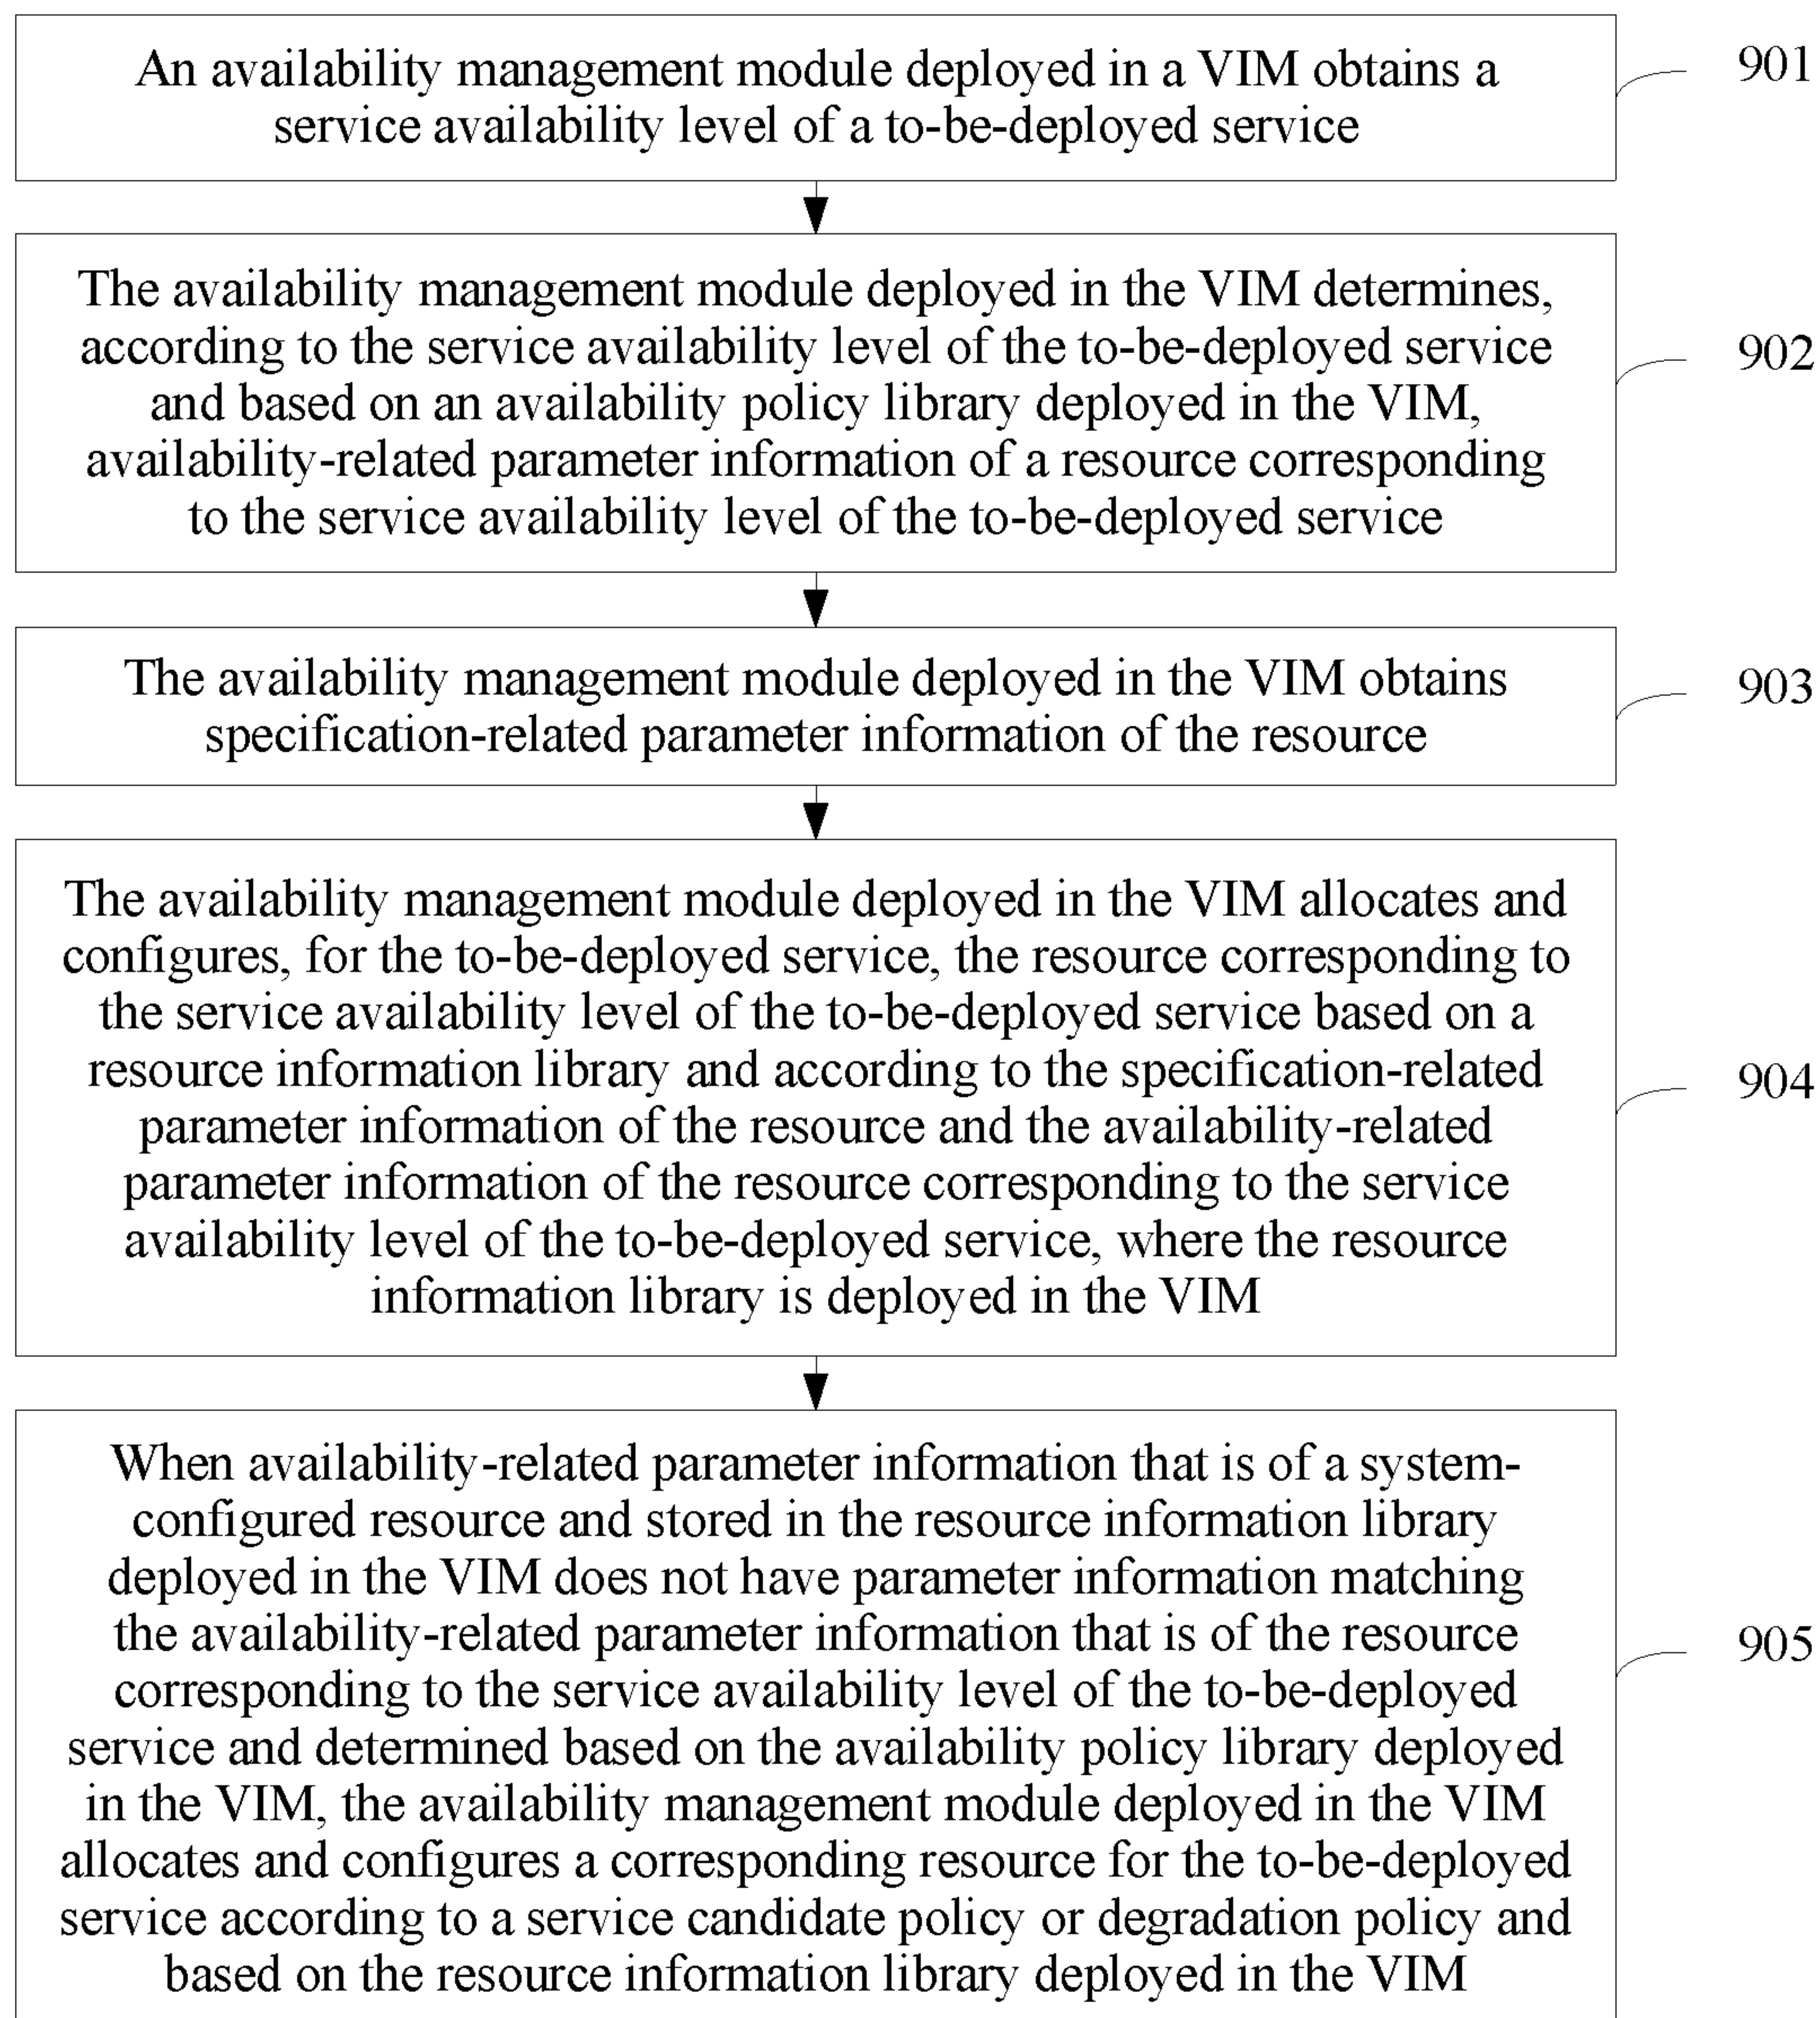 An availability management module deployed in a VIM obtains a
service availability level of a to-be-deployed service
901
The availability management module deployed in the VIM determines,
according to the service availability level of the to-be-deployed service
and based on an availability policy library deployed in the VIM,
availability-related parameter information of a resource corresponding
to the service availability level of the to-be-deployed service
902
The availability management module deployed in the VIM obtains
specification-related parameter information of the resource
903
The availability management module deployed in the VIM allocates and
configures, for the to-be-deployed service, the resource corresponding to
the service availability level of the to-be-deployed service based on a
resource information library and according to the specification-related
parameter information of the resource and the availability-related
parameter information of the resource corresponding to the service
availability level of the to-be-deployed service, where the resource
information library is deployed in the VIM
904
When availability-related parameter information that is of a system-
configured resource and stored in the resource information library
deployed in the VIM does not have parameter information matching
the availability-related parameter information that is of the resource
corresponding to the service availability level of the to-be-deployed
service and determined based on the availability policy library deployed
in the VIM, the availability management module deployed in the VIM
allocates and configures a corresponding resource for the to-be-deployed
service according to a service candidate policy or degradation policy and
based on the resource information library deployed in the VIM
905